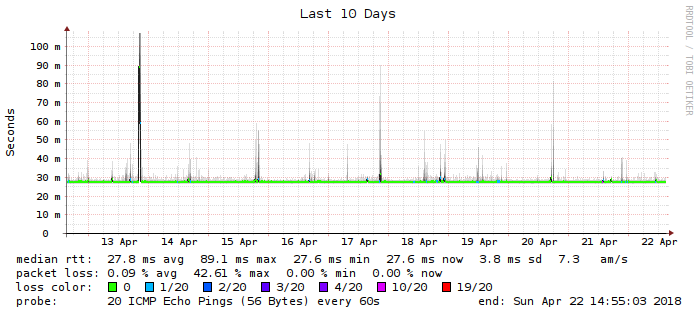 Last 10 Days
RRDTOOL / TOBI OETIKER
Seconds
100 m
90 m
80 m
70 m
60 m
50 m
40 m
30 m
20 m
10 m
0
13 Apr 14 Apr 15 Apr 16 Apr 17 Apr 18 Apr 19 Apr 20 Apr 21 Apr 22 Apr
median rtt: 27.8 ms avg 89.1 ms max 27.6 ms min 27.6 ms now 3.8 ms sd 7.3 am/s
packet loss: 0.09 % avg 42.61 % max 0.00 % min 0.00 % now
loss color: 0 1/20 2/20 3/20 4/20 10/20 19/20
probe: 20 ICMP Echo Pings (56 Bytes) every 60s end: Sun Apr 22 14:55:03 2018